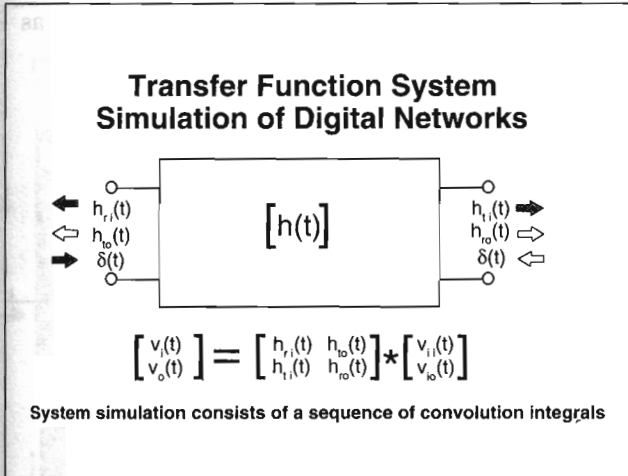 Transfer Function System
Simulation of Digital Networks
h_ri(t)
h_to(t)
δ(t)
[h(t)]
h_ti(t)
h_ro(t)
δ(t)
[v_i(t) v_o(t)] = [h_ri(t) h_to(t) h_ti(t) h_ro(t)] * [v_ii(t) v_io(t)]
System simulation consists of a sequence of convolution integrals